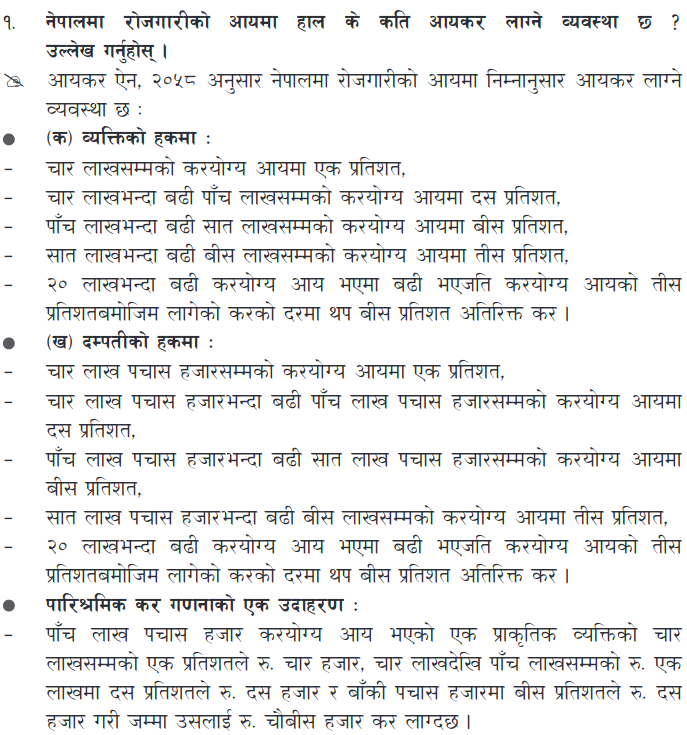 १. नेपालमा रोजगारीको आयमा हाल के कति आयकर लाग्ने व्यवस्था छ ?
उल्लेख गर्नुहोस् ।
आयकर ऐन, २०५८ अनुसार नेपालमा रोजगारीको आयमा निम्नानुसार आयकर लाग्ने
व्यवस्था छ :
● (क) व्यक्तिको हकमा :
– चार लाखसम्मको करयोग्य आयमा एक प्रतिशत,
– चार लाखभन्दा बढी पाँच लाखसम्मको करयोग्य आयमा दस प्रतिशत,
– पाँच लाखभन्दा बढी सात लाखसम्मको करयोग्य आयमा बीस प्रतिशत,
– सात लाखभन्दा बढी बीस लाखसम्मको करयोग्य आयमा तीस प्रतिशत,
– २० लाखभन्दा बढी करयोग्य आय भएमा बढी भएजति करयोग्य आयको तीस
प्रतिशतबमोजिम लागेको करको दरमा थप बीस प्रतिशत अतिरिक्त कर ।
● (ख) दम्पतीको हकमा :
– चार लाख पचास हजारसम्मको करयोग्य आयमा एक प्रतिशत,
– चार लाख पचास हजारभन्दा बढी पाँच लाख पचास हजारसम्मको करयोग्य आयमा
दस प्रतिशत,
– पाँच लाख पचास हजारभन्दा बढी सात लाख पचास हजारसम्मको करयोग्य आयमा
बीस प्रतिशत,
– सात लाख पचास हजारभन्दा बढी बीस लाखसम्मको करयोग्य आयमा तीस प्रतिशत,
– २० लाखभन्दा बढी करयोग्य आय भएमा बढी भएजति करयोग्य आयको तीस
प्रतिशतबमोजिम लागेको करको दरमा थप बीस प्रतिशत अतिरिक्त कर ।
● पारिश्रमिक कर गणनाको एक उदाहरण :
– पाँच लाख पचास हजार करयोग्य आय भएको एक प्राकृतिक व्यक्तिको चार
लाखसम्मको एक प्रतिशतले रु. चार हजार, चार लाखदेखि पाँच लाखसम्मको रु. एक
लाखमा दस प्रतिशतले रु. दस हजार र बाँकी पचास हजारमा बीस प्रतिशतले रु. दस
हजार गरी जम्मा उसलाई रु. चौबीस हजार कर लाग्दछ ।